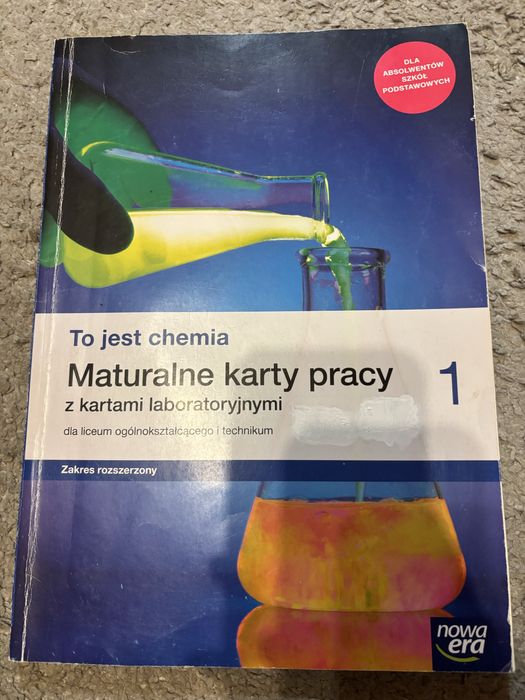 DLA
ABSOLWENTÓW
SZKÓŁ
PODSTAWOWYCH
To jest chemia
Maturalne karty pracy
z kartami laboratoryjnymi
1
dla liceum ogólnokształcącego i technikum
Zakres rozszerzony
nowa
era